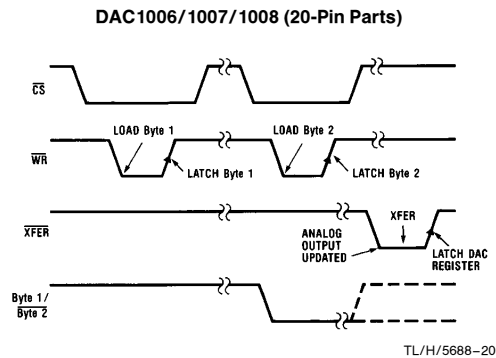 DAC1006/1007/1008 (20-Pin Parts)
CS
LOAD Byte 1
LOAD Byte 2
WR
LATCH Byte 1
LATCH Byte 2
XFER
XFER
ANALOG
OUTPUT
UPDATED
LATCH DAC
REGISTER
Byte 1/
Byte 2
TL/H/5688–20